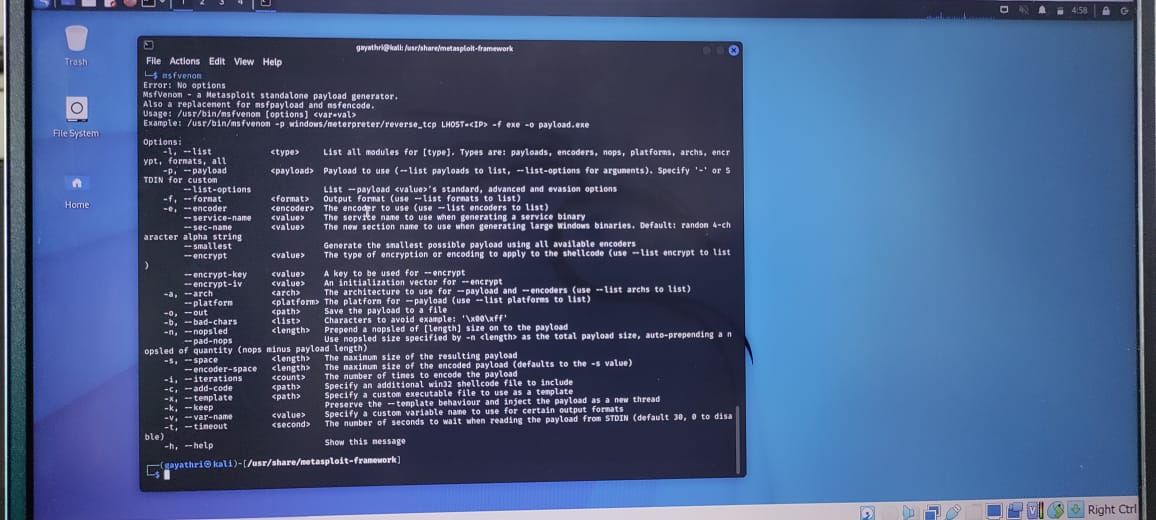 1 2 3 4
4:58
Trash
File System
Home
gayathri@kali: /usr/share/metasploit-framework
File Actions Edit View Help
└─$ msfvenom
Error: No options
MsfVenom - a Metasploit standalone payload generator.
Also a replacement for msfpayload and msfencode.
Usage: /usr/bin/msfvenom [options] <var=val>
Example: /usr/bin/msfvenom -p windows/meterpreter/reverse_tcp LHOST=<IP> -f exe -o payload.exe
Options:
-l, --list <type> List all modules for [type]. Types are: payloads, encoders, nops, platforms, archs, encr
ypt, formats, all
-p, --payload <payload> Payload to use (--list payloads to list, --list-options for arguments). Specify '-' or S
TDIN for custom
--list-options List --payload <value>'s standard, advanced and evasion options
-f, --format <format> Output format (use --list formats to list)
-e, --encoder <encoder> The encoder to use (use --list encoders to list)
--service-name <value> The service name to use when generating a service binary
--sec-name <value> The new section name to use when generating large Windows binaries. Default: random 4-ch
aracter alpha string
--smallest Generate the smallest possible payload using all available encoders
--encrypt <value> The type of encryption or encoding to apply to the shellcode (use --list encrypt to list
)
--encrypt-key <value> A key to be used for --encrypt
--encrypt-iv <value> An initialization vector for --encrypt
-a, --arch <arch> The architecture to use for --payload and --encoders (use --list archs to list)
--platform <platform> The platform for --payload (use --list platforms to list)
-o, --out <path> Save the payload to a file
-b, --bad-chars <list> Characters to avoid example: '\x00\xff'
-n, --nopsled <length> Prepend a nopsled of [length] size on to the payload
--pad-nops Use nopsled size specified by -n <length> as the total payload size, auto-prepending a n
opsled of quantity (nops minus payload length)
-s, --space <length> The maximum size of the resulting payload
--encoder-space <length> The maximum size of the encoded payload (defaults to the -s value)
-i, --iterations <count> The number of times to encode the payload
-c, --add-code <path> Specify an additional win32 shellcode file to include
-x, --template <path> Specify a custom executable file to use as a template
-k, --keep Preserve the --template behaviour and inject the payload as a new thread
-v, --var-name <value> Specify a custom variable name to use for certain output formats
-t, --timeout <second> The number of seconds to wait when reading the payload from STDIN (default 30, 0 to disa
ble)
-h, --help Show this message
┌──(gayathri㉿kali)-[/usr/share/metasploit-framework]
└─$
Right Ctrl